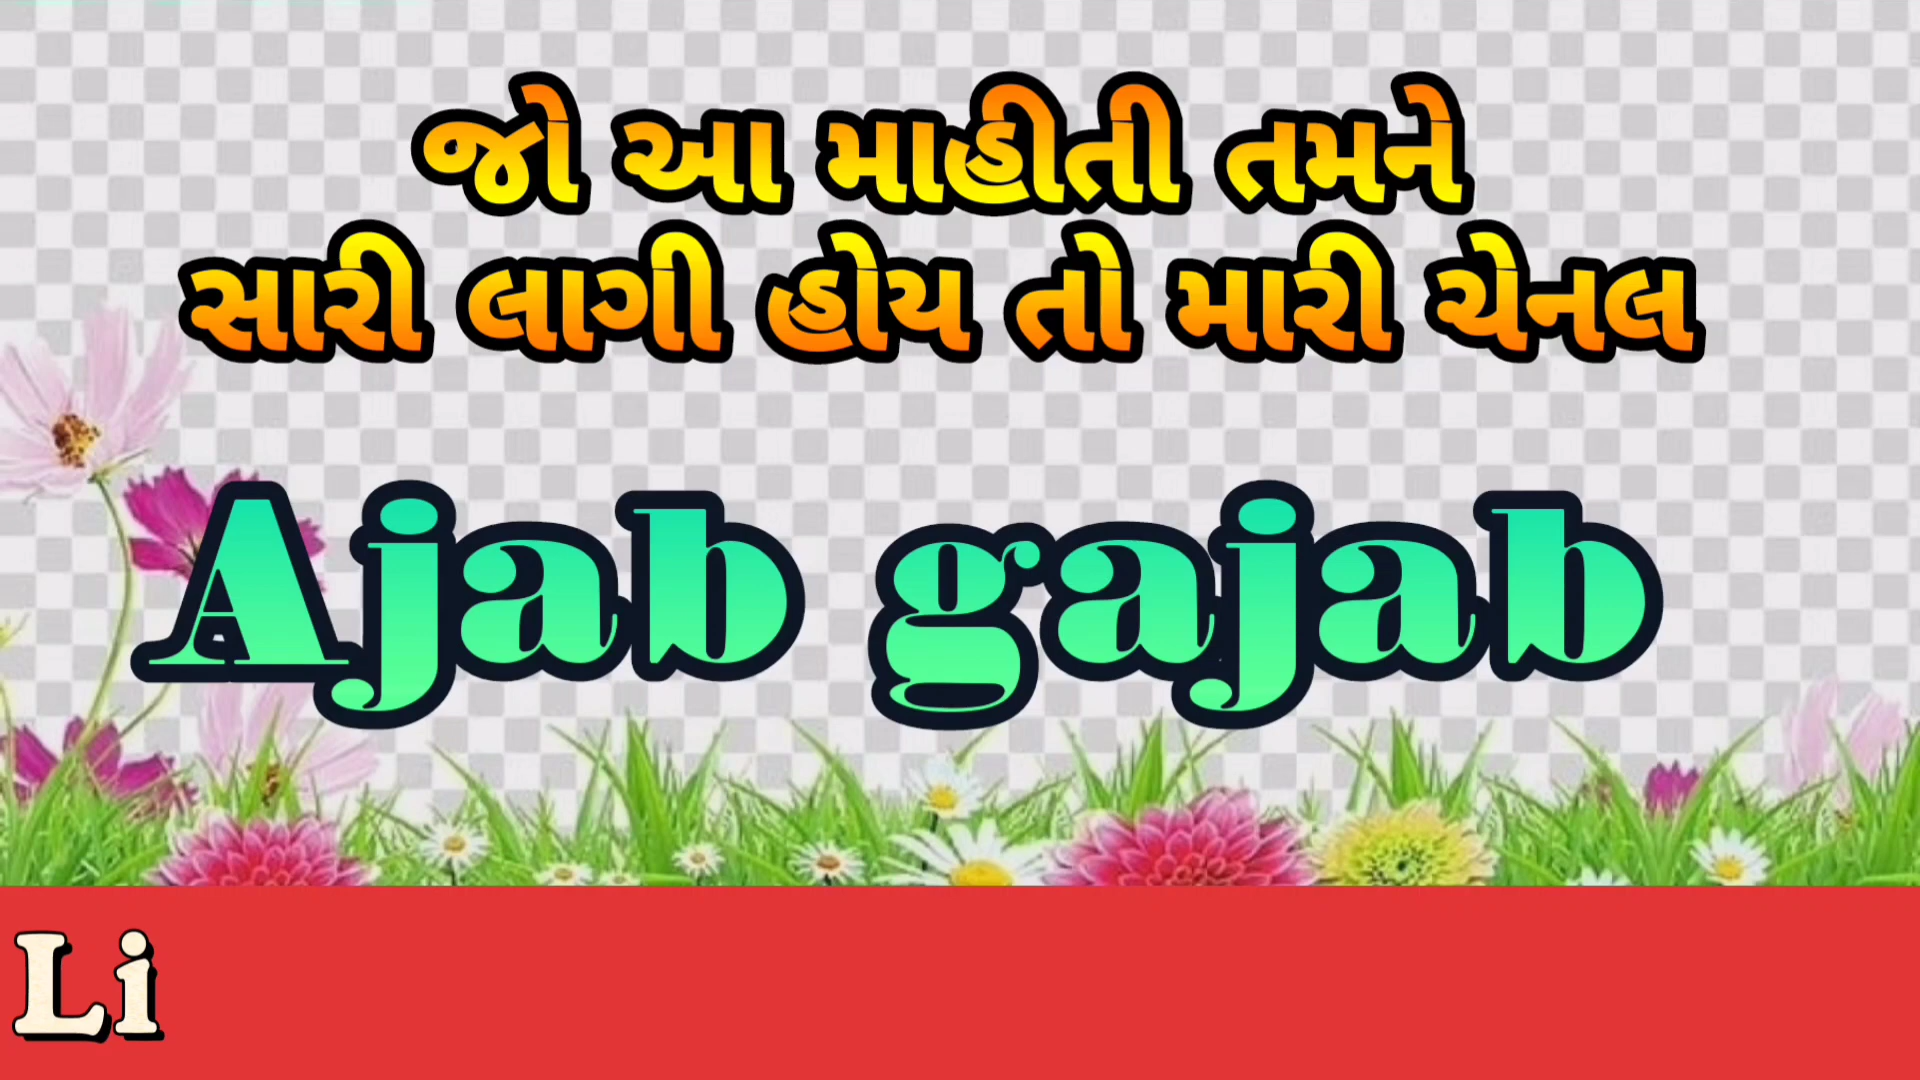 જો આ માહીતી તમને
સારી લાગી હોય તો મારી ચેનલ
Ajab gajab
Li